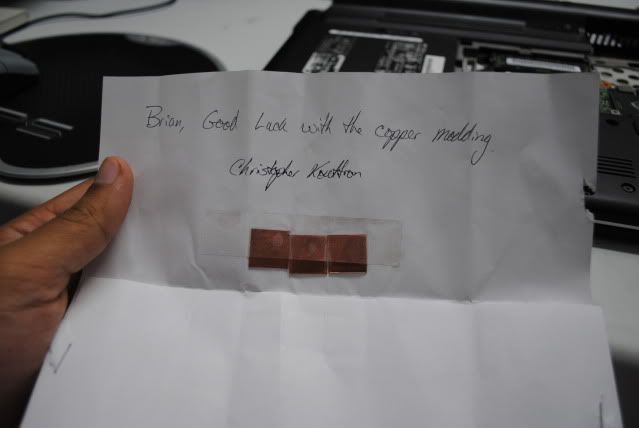 Brian, Good Luck with the copper modding.
Christopher